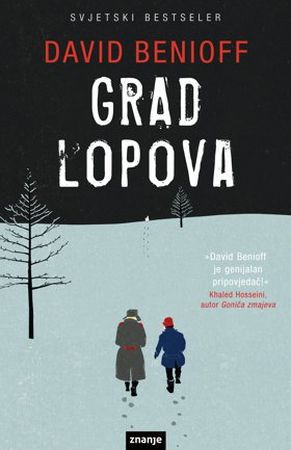 SVJETSKI BESTSELER
DAVID BENIOFF
GRAD
LOPOVA
»David Benioff
je genijalan
pripovjedač!«
Khaled Hosseini,
autor Goniča zmajeva
znanje